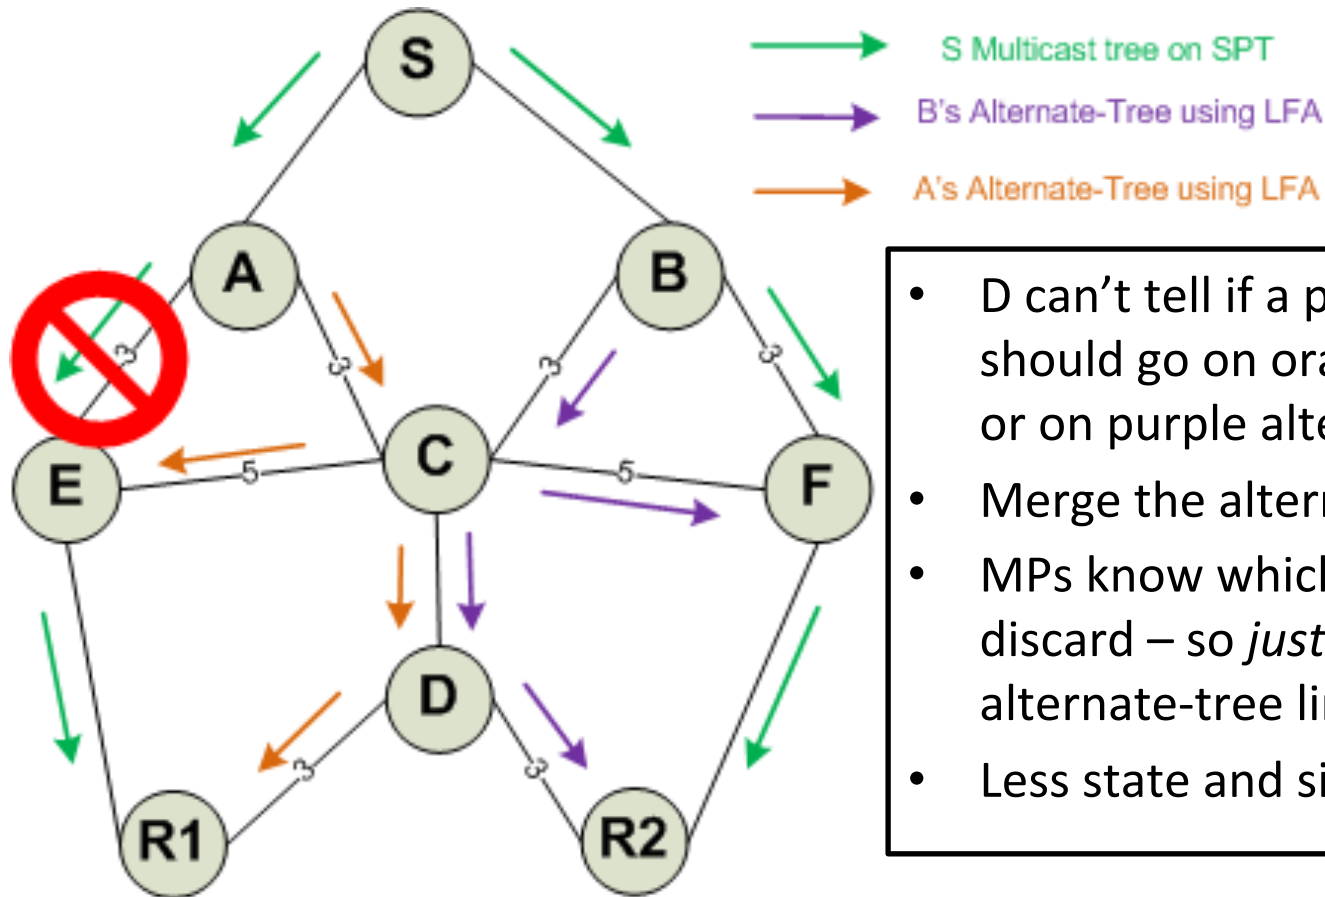 S
S Multicast tree on SPT
B's Alternate-Tree using LFA
A's Alternate-Tree using LFA
A
B
3
3
3
3
E
C
F
5
5
D
3
3
R1
R2
• D can’t tell if a p
should go on ora
or on purple alte
• Merge the altern
• MPs know which
discard – so just
alternate-tree lin
• Less state and si